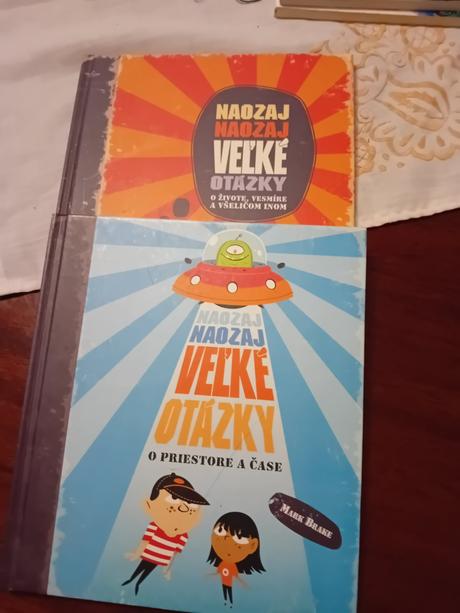 NAOZAJ
NAOZAJ
VEĽKÉ
OTÁZKY
O ŽIVOTE, VESMÍRE
A VŠELIČOM INOM
NAOZAJ
NAOZAJ
VEĽKÉ
OTÁZKY
O PRIESTORE A ČASE
MARK BRAKE